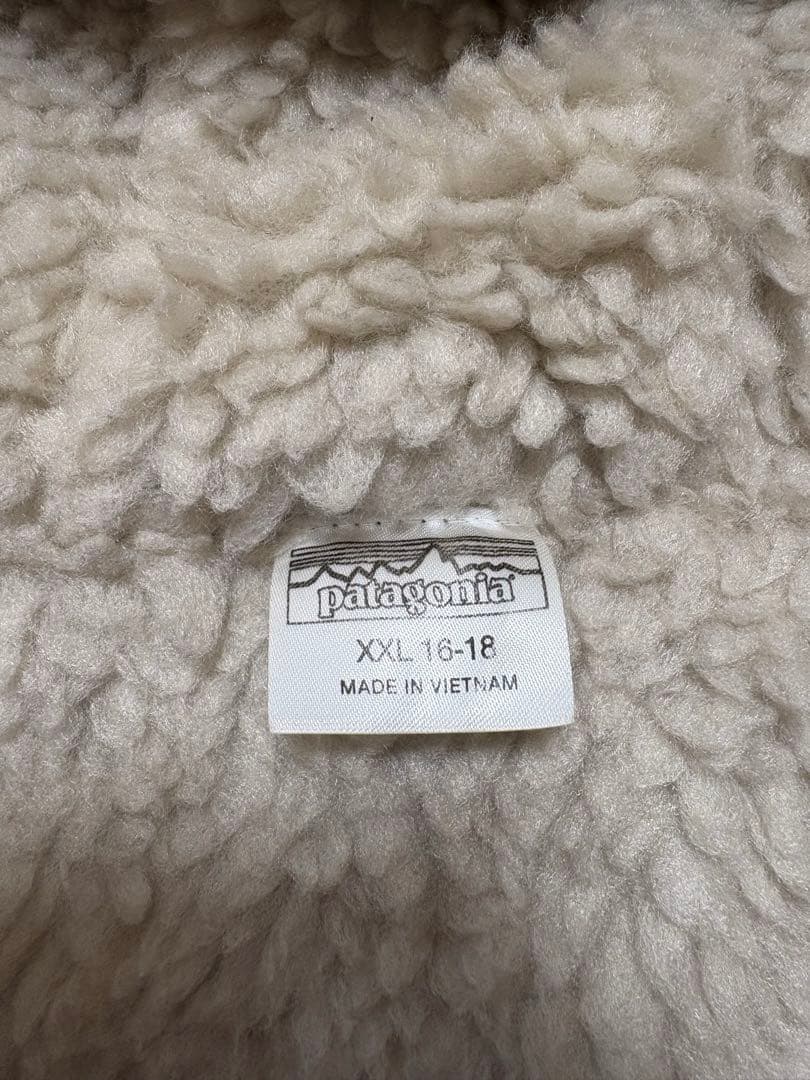 patagonia
XXL 16-18
MADE IN VIETNAM